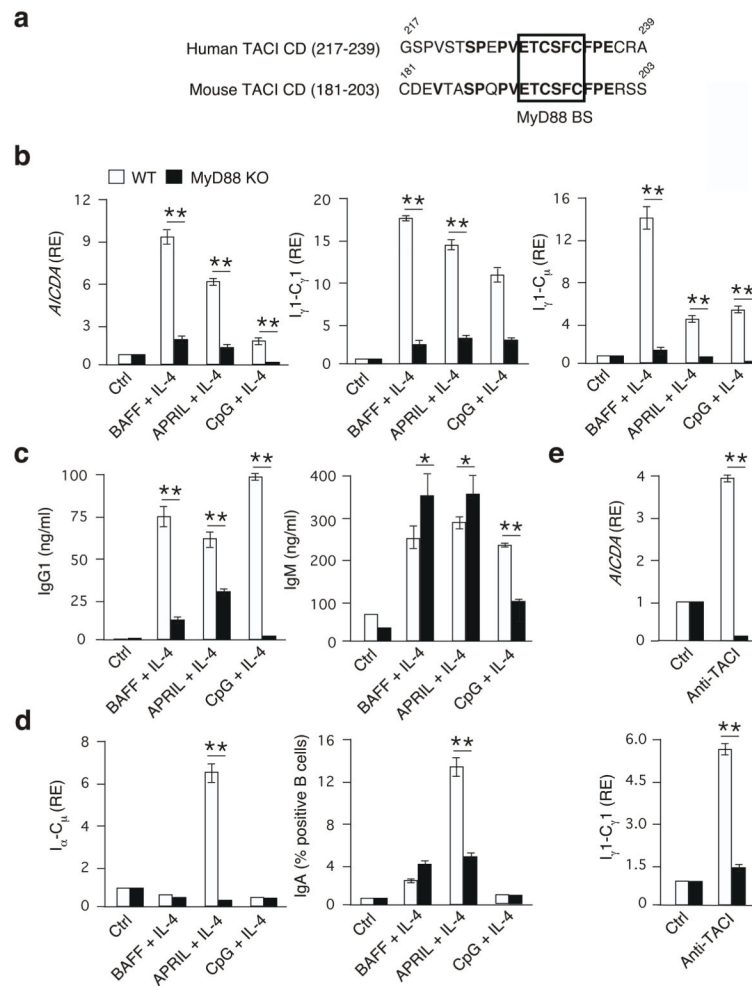 a
217 239
Human TACI CD (217-239) GSPVSTSPEPVETCSFCFPECRA
181 203
Mouse TACI CD (181-203) CDEVTASPQPVETCSFCFPERSS
MyD88 BS
b
WT MyD88 KO
AICDA (RE)
12
9
6
3
0
**
**
**
Ctrl
BAFF + IL-4
APRIL + IL-4
CpG + IL-4
Iγ1-Cγ1 (RE)
20
15
10
5
0
**
**
Ctrl
BAFF + IL-4
APRIL + IL-4
CpG + IL-4
Iγ1-Cμ (RE)
16
12
8
4
0
**
**
**
Ctrl
BAFF + IL-4
APRIL + IL-4
CpG + IL-4
c
IgG1 (ng/ml)
100
75
50
25
0
**
**
**
Ctrl
BAFF + IL-4
APRIL + IL-4
CpG + IL-4
IgM (ng/ml)
400
300
200
100
0
*
*
**
Ctrl
BAFF + IL-4
APRIL + IL-4
CpG + IL-4
e
AICDA (RE)
4
3
2
1
0
**
Ctrl
Anti-TACI
d
Iα-Cμ (RE)
8
6
4
2
0
**
Ctrl
BAFF + IL-4
APRIL + IL-4
CpG + IL-4
IgA (% positive B cells)
16
12
8
4
0
**
Ctrl
BAFF + IL-4
APRIL + IL-4
CpG + IL-4
Iγ1-Cγ1 (RE)
6.0
4.5
3.0
1.5
0
**
Ctrl
Anti-TACI